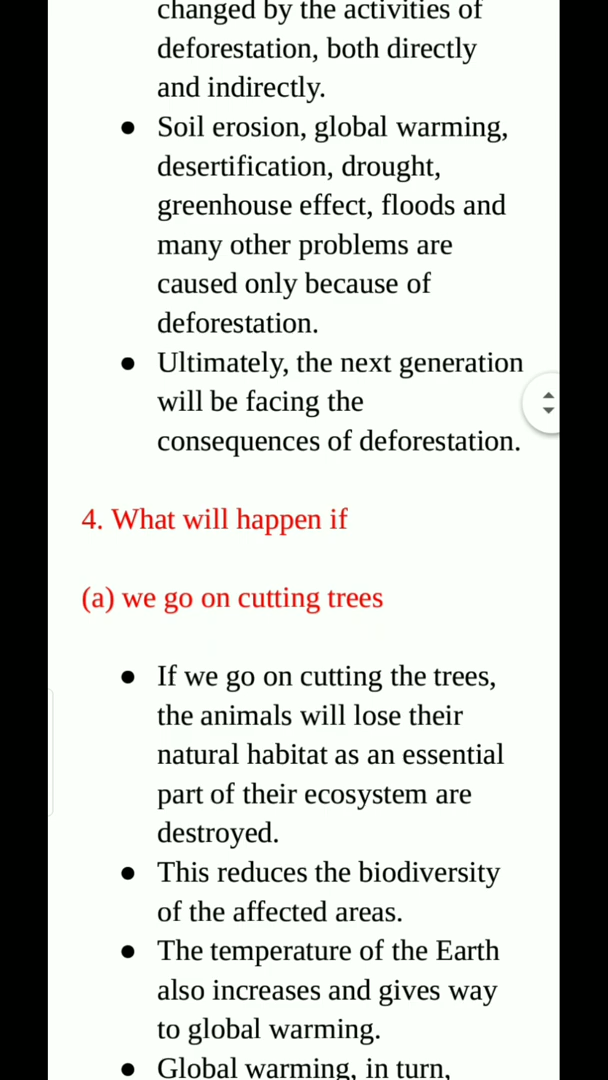 changed by the activities of
deforestation, both directly
and indirectly.
● Soil erosion, global warming,
desertification, drought,
greenhouse effect, floods and
many other problems are
caused only because of
deforestation.
● Ultimately, the next generation
will be facing the
consequences of deforestation.
4. What will happen if
(a) we go on cutting trees
● If we go on cutting the trees,
the animals will lose their
natural habitat as an essential
part of their ecosystem are
destroyed.
● This reduces the biodiversity
of the affected areas.
● The temperature of the Earth
also increases and gives way
to global warming.
● Global warming, in turn,